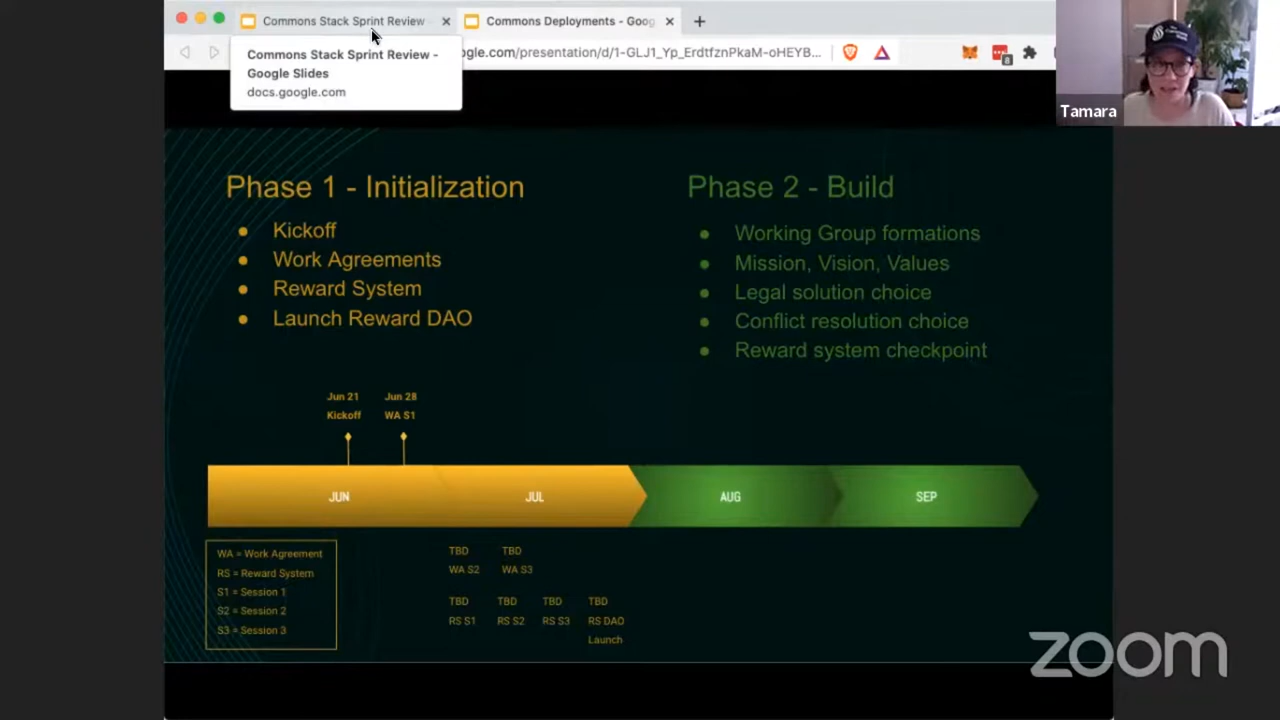 Commons Stack Sprint Review
Commons Deployments - Goog
Commons Stack Sprint Review -
Google Slides
docs.google.com
gle.com/presentation/d/1-GLJ1_Yp_ErdtfznPkaM-oHEYB...
8
Tamara
Phase 1 - Initialization
Kickoff
Work Agreements
Reward System
Launch Reward DAO
Phase 2 - Build
Working Group formations
Mission, Vision, Values
Legal solution choice
Conflict resolution choice
Reward system checkpoint
Jun 21
Kickoff
Jun 28
WA S1
JUN
JUL
AUG
SEP
WA = Work Agreement
RS = Reward System
S1 = Session 1
S2 = Session 2
S3 = Session 3
TBD
WA S2
TBD
WA S3
TBD
RS S1
TBD
RS S2
TBD
RS S3
TBD
RS DAO
Launch
zoom